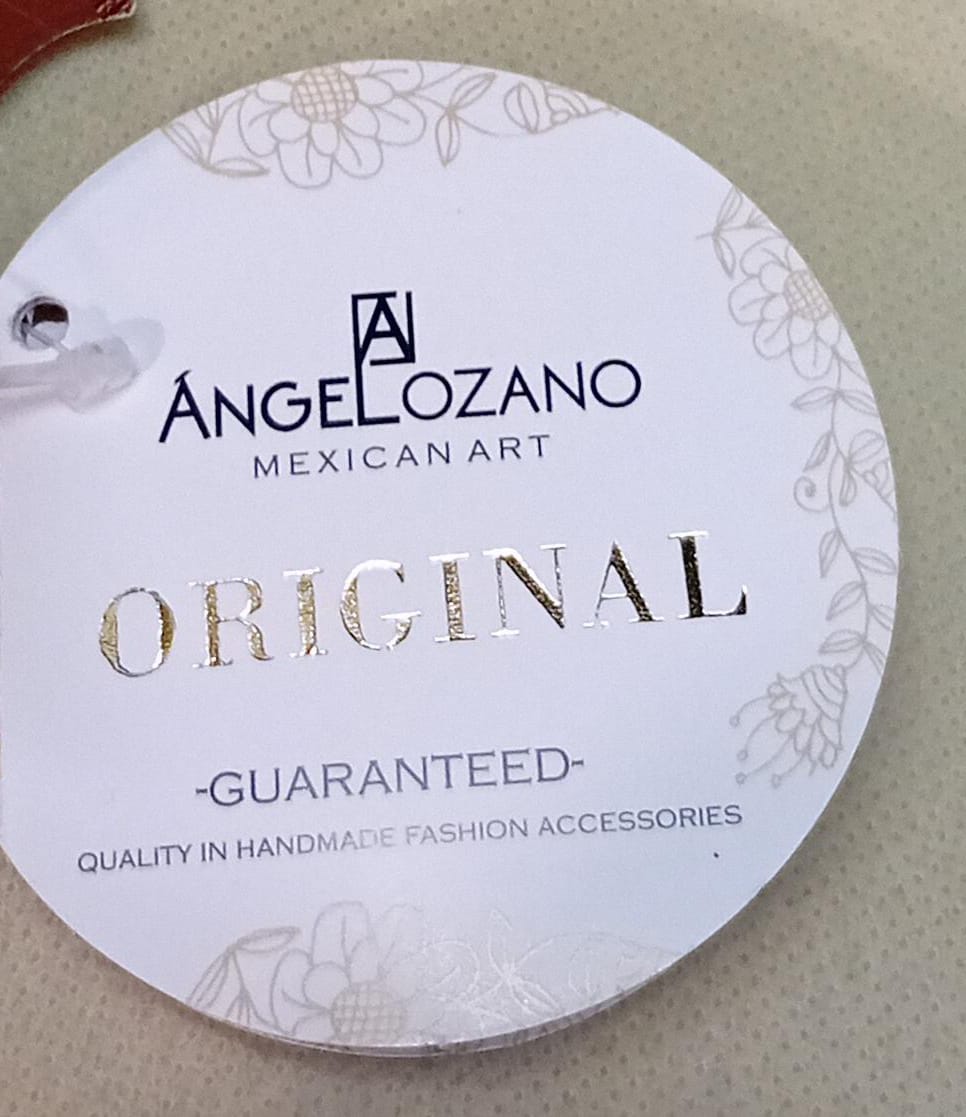 ÁNGELOZANO
MEXICAN ART
ORIGINAL
-GUARANTEED-
QUALITY IN HANDMADE FASHION ACCESSORIES